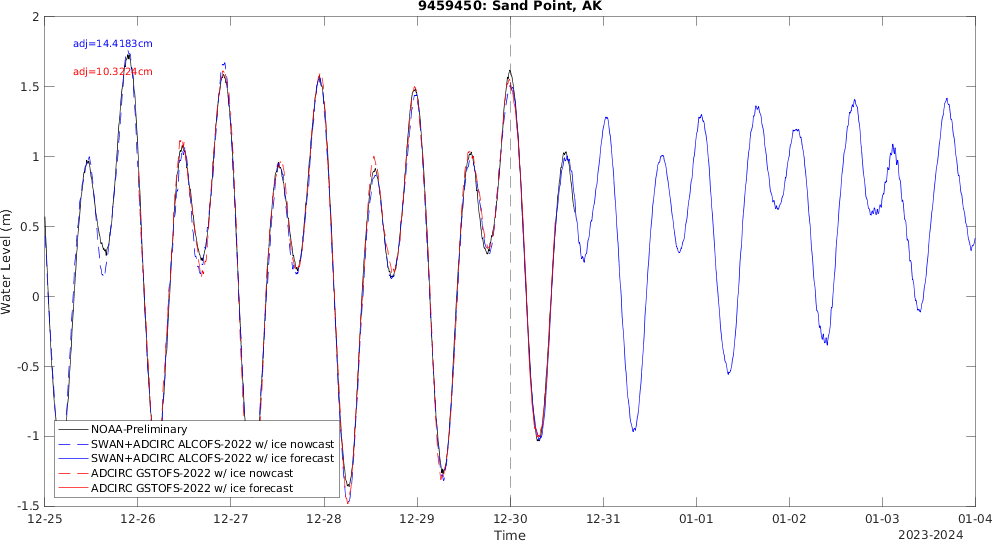 9459450: Sand Point, AK
adj=14.4183cm
adj=10.3224cm
Water Level (m)
2
1.5
1
0.5
0
-0.5
-1
-1.5
NOAA-Preliminary
SWAN+ADCIRC ALCOFS-2022 w/ ice nowcast
SWAN+ADCIRC ALCOFS-2022 w/ ice forecast
ADCIRC GSTOFS-2022 w/ ice nowcast
ADCIRC GSTOFS-2022 w/ ice forecast
12-25 12-26 12-27 12-28 12-29 12-30 12-31 01-01 01-02 01-03 01-04
Time
2023-2024